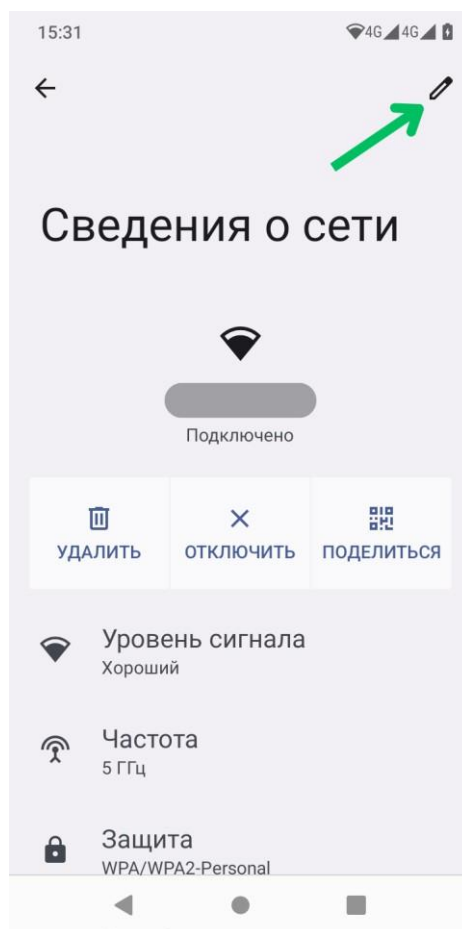 15:31 4G 4G
Сведения о сети
Подключено
УДАЛИТЬ ОТКЛЮЧИТЬ ПОДЕЛИТЬСЯ
Уровень сигнала
Хороший
Частота
5 ГГц
Защита
WPA/WPA2-Personal